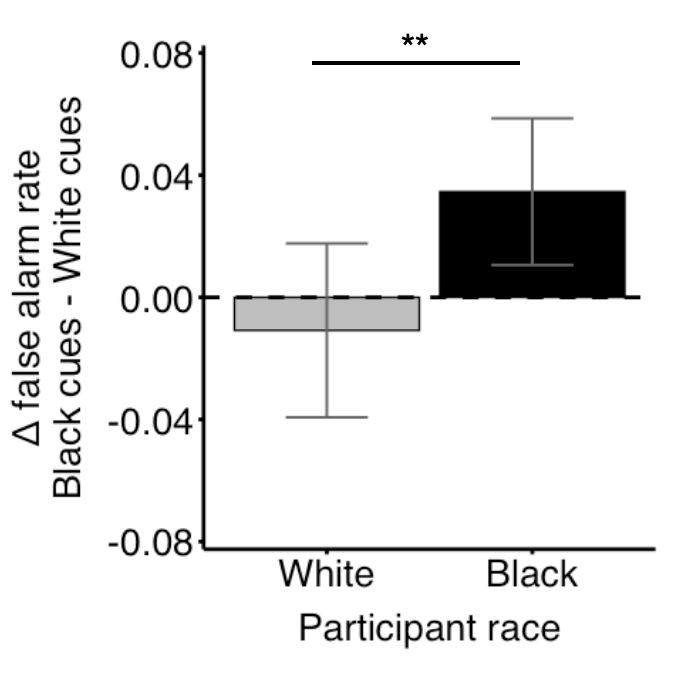 **
0.08
0.04
0.00
-0.04
-0.08
Δ false alarm rate
Black cues - White cues
White Black
Participant race